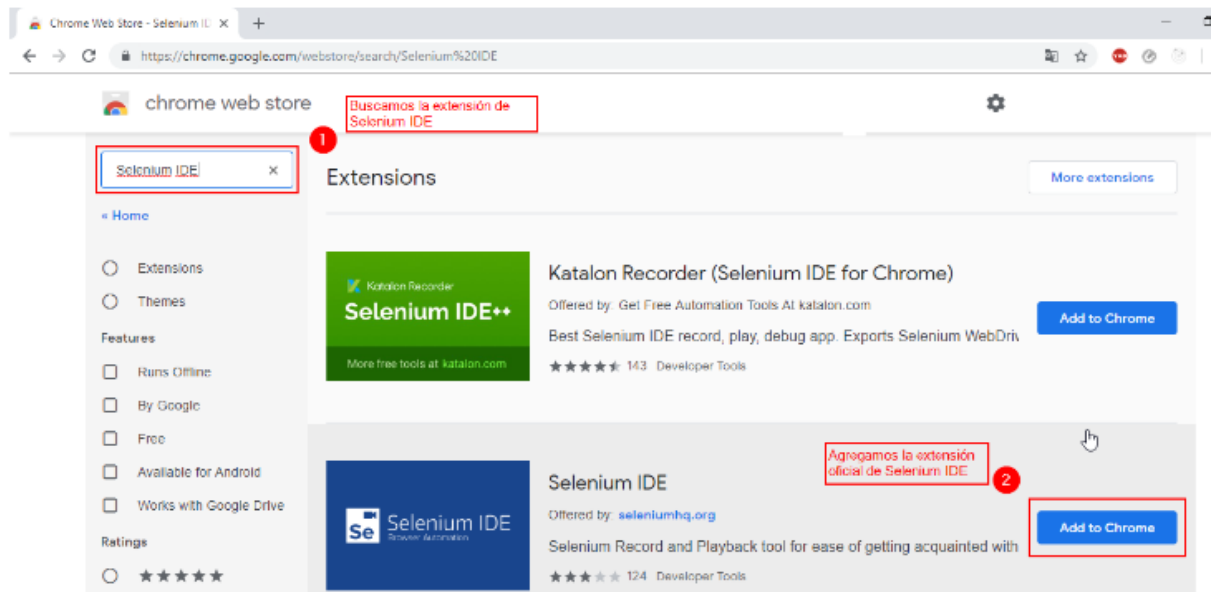 Chrome Web Store - Selenium ID
https://chrome.google.com/webstore/search/Selenium%20IDE
chrome web store
Buscamos la extensión de
Selenium IDE
1
Selenium IDE
Extensions
More extensions
« Home
Extensions
Themes
Features
Runs Offline
By Google
Free
Available for Android
Works with Google Drive
Ratings
Katalon Recorder
Selenium IDE++
More free tools at katalon.com
Katalon Recorder (Selenium IDE for Chrome)
Offered by: Get Free Automation Tools At katalon.com
Best Selenium IDE record, play, debug app. Exports Selenium WebDriv
143 Developer Tools
Add to Chrome
Agregamos la extensión
oficial de Selenium IDE
2
Se Selenium IDE
Browser Automation
Selenium IDE
Offered by: seleniumhq.org
Selenium Record and Playback tool for ease of getting acquainted with
124 Developer Tools
Add to Chrome